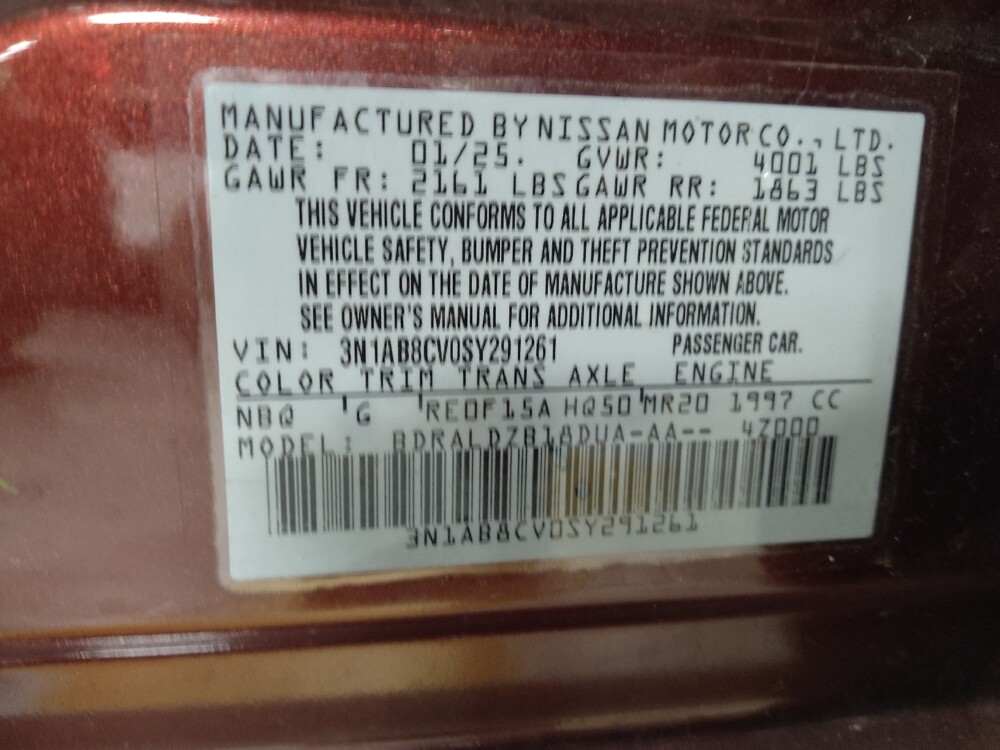 MANUFACTURED BY NISSAN MOTOR CO., LTD.
DATE: 01/25. GVWR: 4001 LBS
GAWR FR: 2161 LBS GAWR RR: 1863 LBS
THIS VEHICLE CONFORMS TO ALL APPLICABLE FEDERAL MOTOR
VEHICLE SAFETY, BUMPER AND THEFT PREVENTION STANDARDS
IN EFFECT ON THE DATE OF MANUFACTURE SHOWN ABOVE.
SEE OWNER'S MANUAL FOR ADDITIONAL INFORMATION.
VIN: 3N1AB8CV0SY291261 PASSENGER CAR.
COLOR TRIM TRANS AXLE ENGINE
NBQ G RE0F15A HQ50 MR20 1997 CC
MODEL: BDRALDZB18DUA-AA-- 4Z000
3N1AB8CV0SY291261